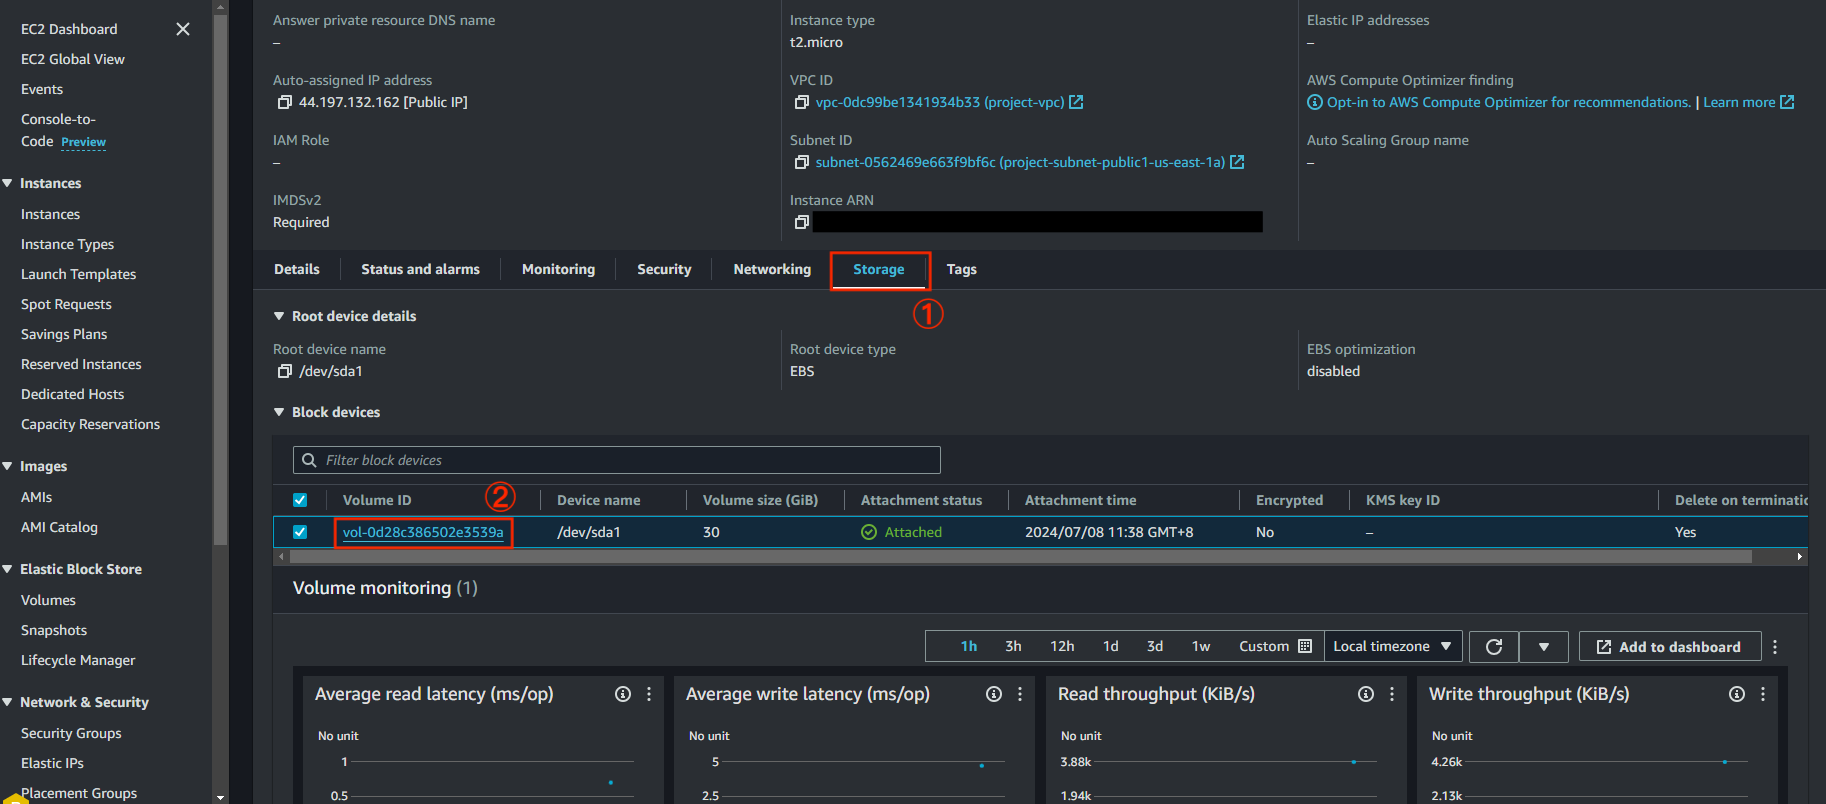 EC2 Dashboard
EC2 Global View
Events
Console-to-
Code Preview
Instances
Instances
Instance Types
Launch Templates
Spot Requests
Savings Plans
Reserved Instances
Dedicated Hosts
Capacity Reservations
Images
AMIs
AMI Catalog
Elastic Block Store
Volumes
Snapshots
Lifecycle Manager
Network & Security
Security Groups
Elastic IPs
Placement Groups
Answer private resource DNS name
–
Instance type
t2.micro
Elastic IP addresses
–
Auto-assigned IP address
44.197.132.162 [Public IP]
VPC ID
vpc-0dc99be1341934b33 (project-vpc)
AWS Compute Optimizer finding
Opt-in to AWS Compute Optimizer for recommendations. | Learn more
IAM Role
–
Subnet ID
subnet-0562469e663f9bf6c (project-subnet-public1-us-east-1a)
Auto Scaling Group name
–
IMDSv2
Required
Instance ARN
Details Status and alarms Monitoring Security Networking Storage Tags
①
Root device details
Root device name
/dev/sda1
Root device type
EBS
EBS optimization
disabled
Block devices
Filter block devices
Volume ID ② Device name Volume size (GiB) Attachment status Attachment time Encrypted KMS key ID Delete on terminatic
vol-0d28c386502e3539a /dev/sda1 30 Attached 2024/07/08 11:38 GMT+8 No – Yes
Volume monitoring (1)
1h 3h 12h 1d 3d 1w Custom Local timezone Add to dashboard
Average read latency (ms/op)
No unit
1
0.5
Average write latency (ms/op)
No unit
5
2.5
Read throughput (KiB/s)
No unit
3.88k
1.94k
Write throughput (KiB/s)
No unit
4.26k
2.13k